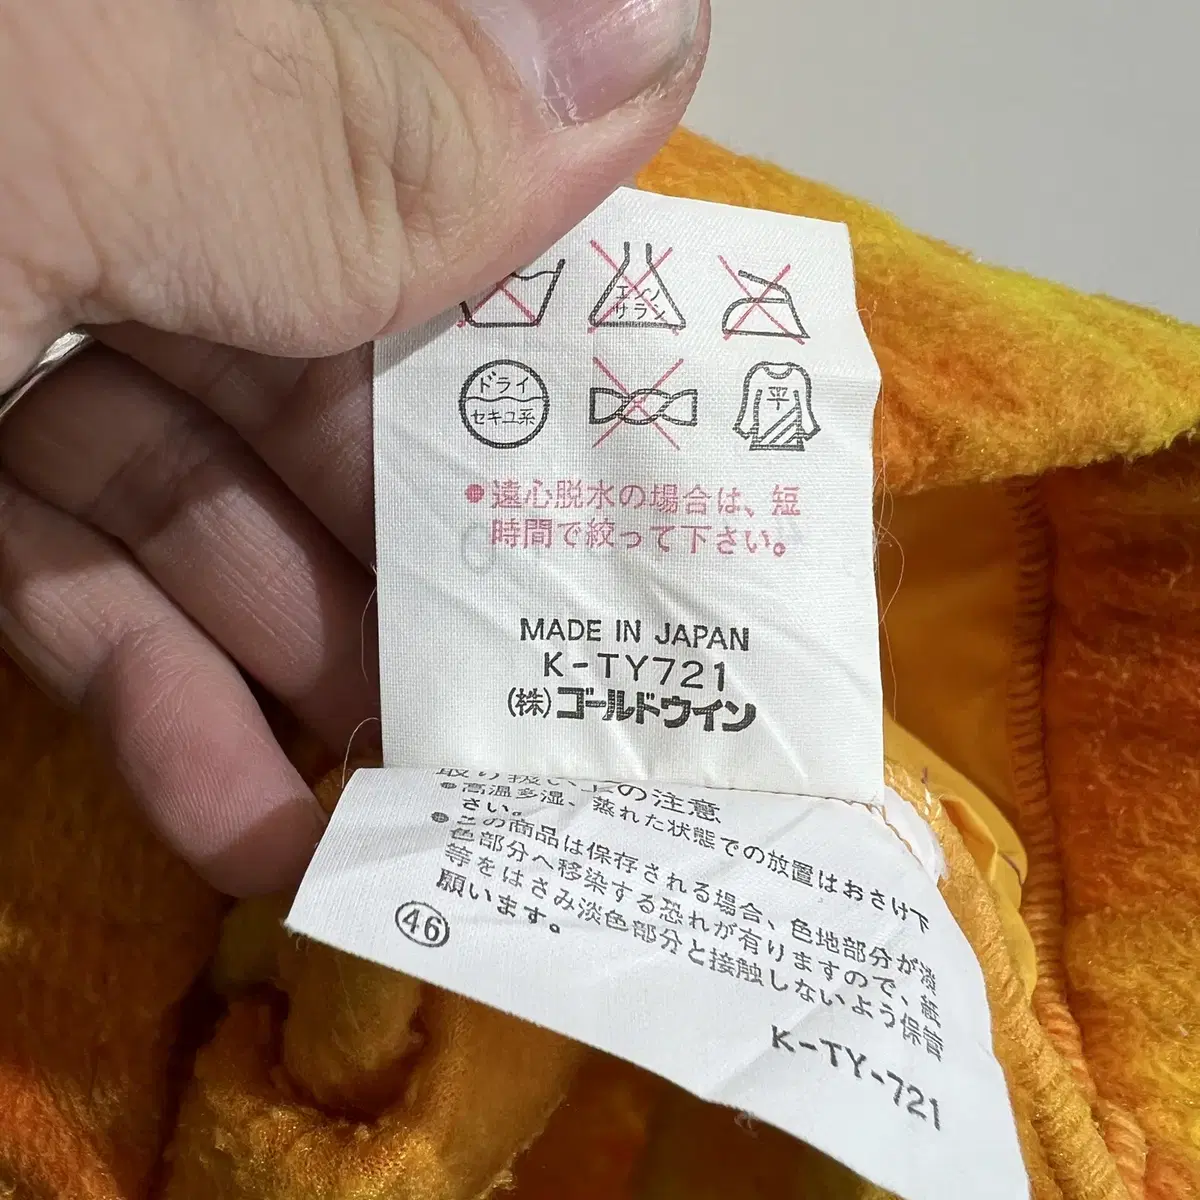 エンソ
サラシ
ドライ
セキユ系
平
●遠心脱水の場合は、短
時間で絞って下さい。
MADE IN JAPAN
K-TY721
(株)ゴールドウイン
取り扱い上の注意
●高温多湿、蒸れた状態での放置はおさけ下
さい。
●この商品は保存される場合、色地部分が淡
色部分へ移染する恐れが有りますので、紙
等をはさみ淡色部分と接触しないよう保管
願います。
46
K-TY-721